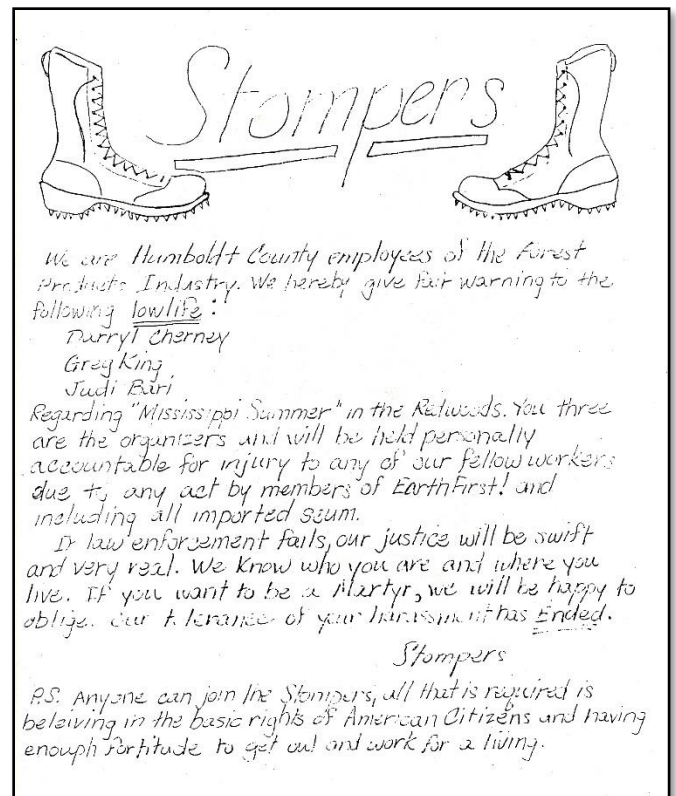 Stompers
We are Humboldt County employees of the Forest
Products Industry. We hereby give fair warning to the
following lowlife :
Darryl Cherney
Greg King
Judi Bari
Regarding "Mississippi Summer" in the Redwoods. You three
are the organizers and will be held personally
accountable for injury to any of our fellow workers
due to any act by members of EarthFirst! and
including all imported scum.
If law enforcement fails, our justice will be swift
and very real. We know who you are and where you
live. If you want to be a Martyr, we will be happy to
oblige. Our tolerance of your harassment has Ended.
Stompers
P.S. Anyone can join the Stompers, all that is required is
beleiving in the basic rights of American Citizens and having
enouph fortitude to get out and work for a living.